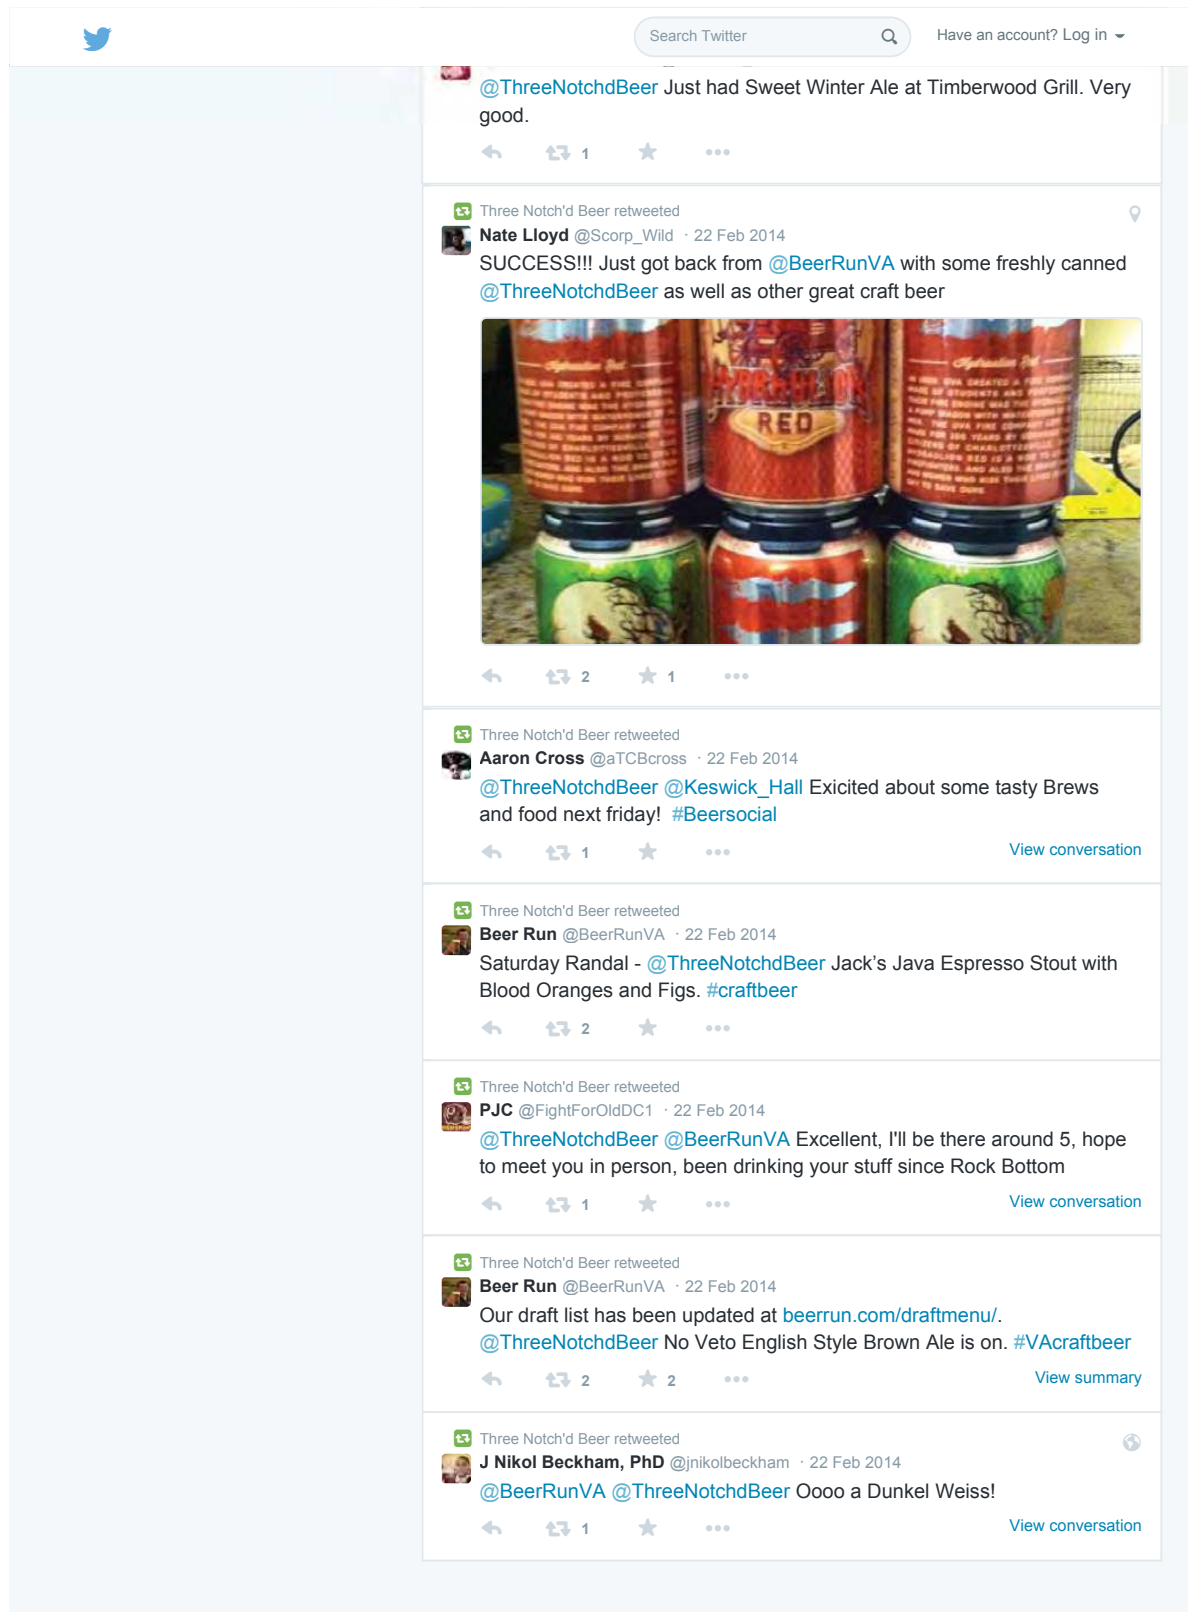 Search Twitter
Have an account? Log in
@ThreeNotchdBeer Just had Sweet Winter Ale at Timberwood Grill. Very
good.
1
Three Notch'd Beer retweeted
Nate Lloyd @Scorp_Wild · 22 Feb 2014
SUCCESS!!! Just got back from @BeerRunVA with some freshly canned
@ThreeNotchdBeer as well as other great craft beer
RED
2 1
Three Notch'd Beer retweeted
Aaron Cross @aTCBcross · 22 Feb 2014
@ThreeNotchdBeer @Keswick_Hall Exicited about some tasty Brews
and food next friday! #Beersocial
1 View conversation
Three Notch'd Beer retweeted
Beer Run @BeerRunVA · 22 Feb 2014
Saturday Randal - @ThreeNotchdBeer Jack’s Java Espresso Stout with
Blood Oranges and Figs. #craftbeer
2
Three Notch'd Beer retweeted
PJC @FightForOldDC1 · 22 Feb 2014
@ThreeNotchdBeer @BeerRunVA Excellent, I'll be there around 5, hope
to meet you in person, been drinking your stuff since Rock Bottom
1 View conversation
Three Notch'd Beer retweeted
Beer Run @BeerRunVA · 22 Feb 2014
Our draft list has been updated at beerrun.com/draftmenu/.
@ThreeNotchdBeer No Veto English Style Brown Ale is on. #VAcraftbeer
2 2 View summary
Three Notch'd Beer retweeted
J Nikol Beckham, PhD @jnikolbeckham · 22 Feb 2014
@BeerRunVA @ThreeNotchdBeer Oooo a Dunkel Weiss!
1 View conversation